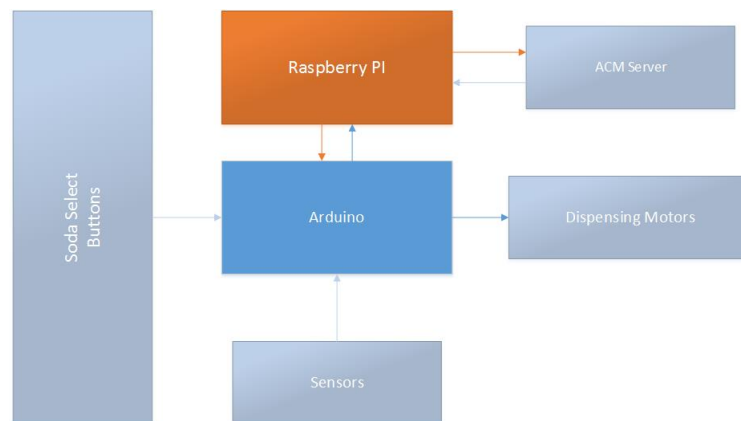 Raspberry PI
ACM Server
Soda Select
Buttons
Arduino
Dispensing Motors
Sensors